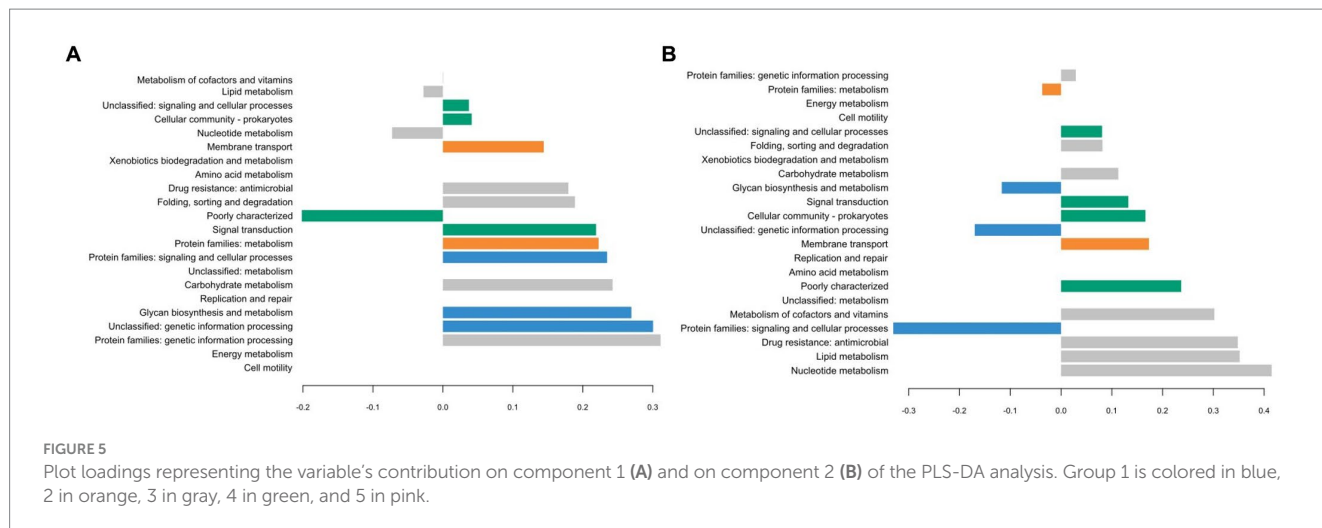 A
Metabolism of cofactors and vitamins
Lipid metabolism
Unclassified: signaling and cellular processes
Cellular community - prokaryotes
Nucleotide metabolism
Membrane transport
Xenobiotics biodegradation and metabolism
Amino acid metabolism
Drug resistance: antimicrobial
Folding, sorting and degradation
Poorly characterized
Signal transduction
Protein families: metabolism
Protein families: signaling and cellular processes
Unclassified: metabolism
Carbohydrate metabolism
Replication and repair
Glycan biosynthesis and metabolism
Unclassified: genetic information processing
Protein families: genetic information processing
Energy metabolism
Cell motility
-0.2 -0.1 0.0 0.1 0.2 0.3
B
Protein families: genetic information processing
Protein families: metabolism
Energy metabolism
Cell motility
Unclassified: signaling and cellular processes
Folding, sorting and degradation
Xenobiotics biodegradation and metabolism
Carbohydrate metabolism
Glycan biosynthesis and metabolism
Signal transduction
Cellular community - prokaryotes
Unclassified: genetic information processing
Membrane transport
Replication and repair
Amino acid metabolism
Poorly characterized
Unclassified: metabolism
Metabolism of cofactors and vitamins
Protein families: signaling and cellular processes
Drug resistance: antimicrobial
Lipid metabolism
Nucleotide metabolism
-0.3 -0.2 -0.1 0.0 0.1 0.2 0.3 0.4
FIGURE 5
Plot loadings representing the variable's contribution on component 1 (A) and on component 2 (B) of the PLS-DA analysis. Group 1 is colored in blue,
2 in orange, 3 in gray, 4 in green, and 5 in pink.